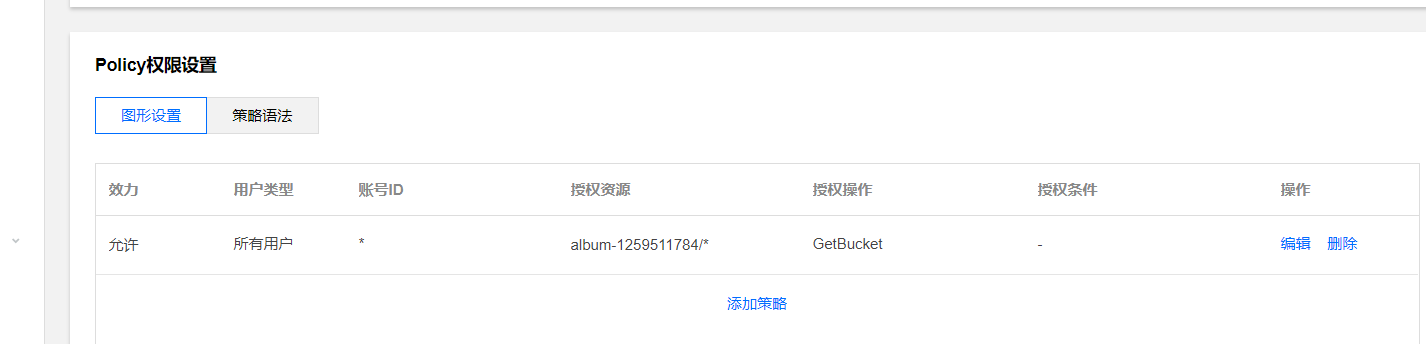 Policy权限设置
图形设置 策略语法
效力 用户类型 账号ID 授权资源 授权操作 授权条件 操作
允许 所有用户 * album-1259511784/* GetBucket - 编辑 删除
添加策略